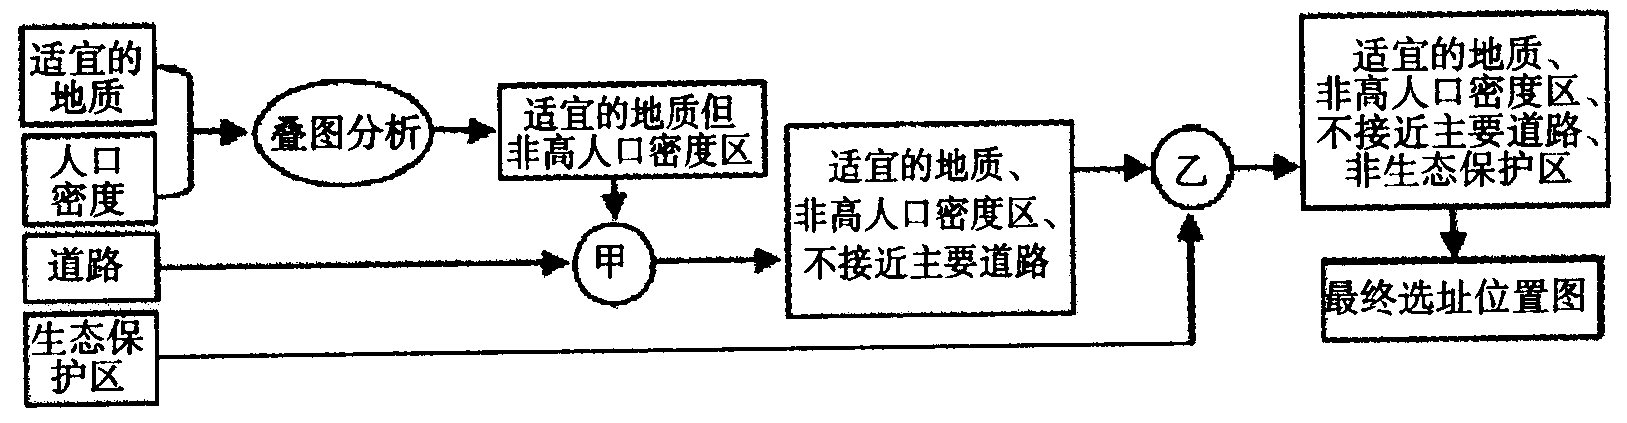 适宜的
地质
人口
密度
道路
生态保
护区
叠图分析
适宜的地质但
非高人口密度区
甲
适宜的地质、
非高人口密度区、
不接近主要道路
乙
适宜的地质、
非高人口密度区、
不接近主要道路、
非生态保护区
最终选址位置图